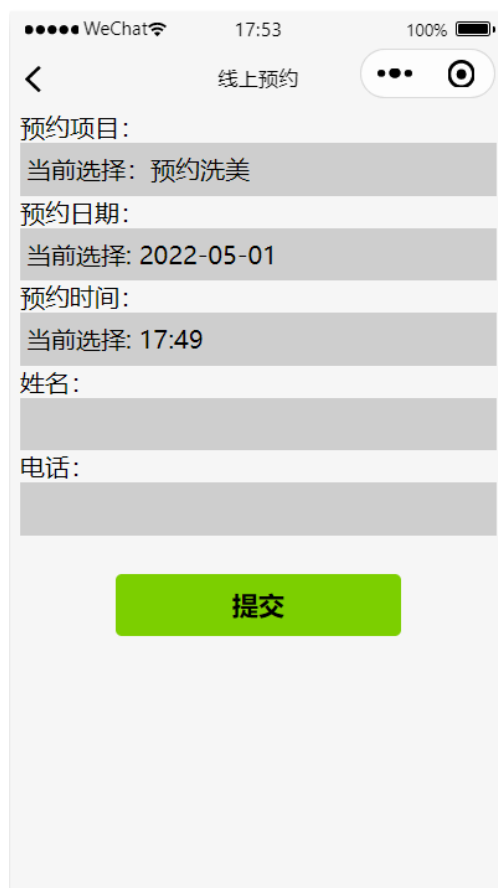 WeChat 17:53 100%
线上预约
预约项目：
当前选择：预约洗美
预约日期：
当前选择: 2022-05-01
预约时间：
当前选择: 17:49
姓名：
电话：
提交